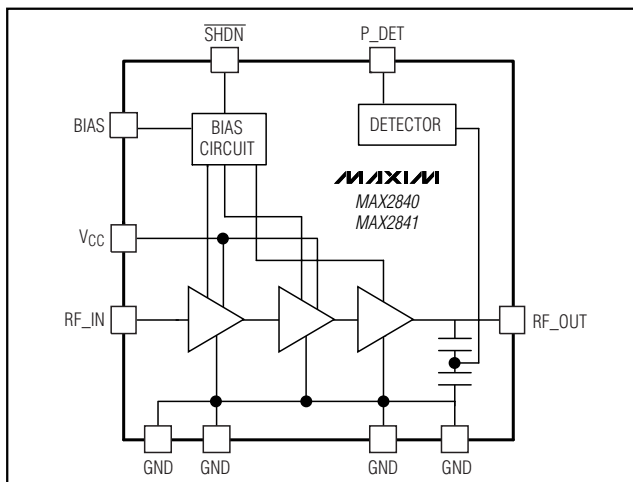 SHDN
P_DET
BIAS
BIAS
CIRCUIT
DETECTOR
MAXIM
MAX2840
MAX2841
VCC
RF_IN
RF_OUT
GND
GND
GND
GND